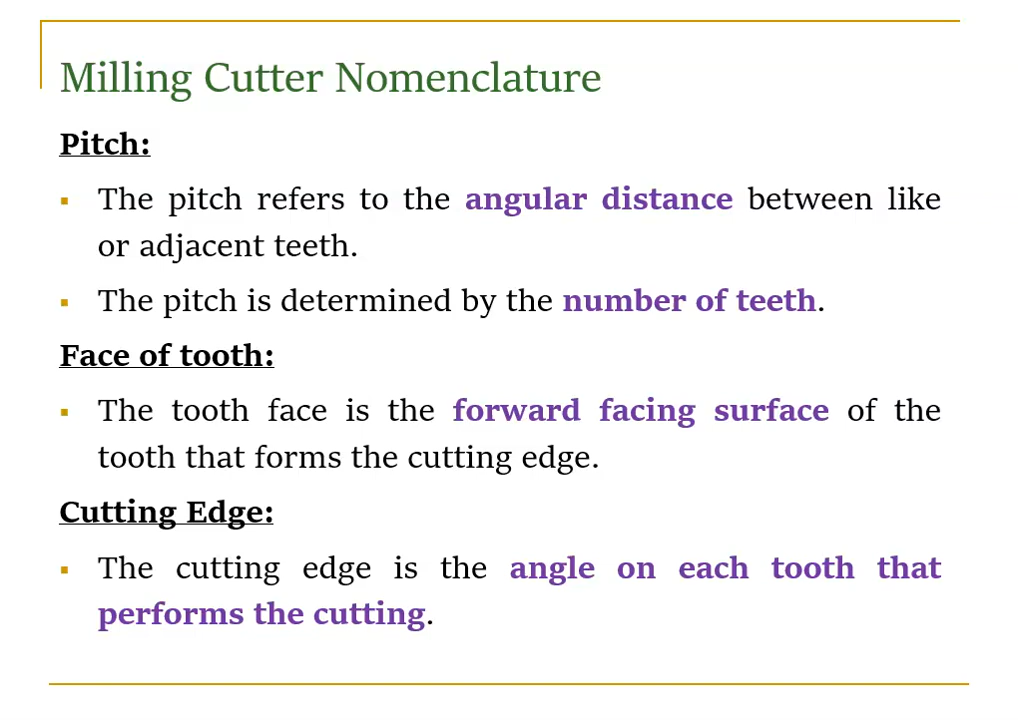 Milling Cutter Nomenclature
Pitch:
▪ The pitch refers to the angular distance between like
or adjacent teeth.
▪ The pitch is determined by the number of teeth.
Face of tooth:
▪ The tooth face is the forward facing surface of the
tooth that forms the cutting edge.
Cutting Edge:
▪ The cutting edge is the angle on each tooth that
performs the cutting.